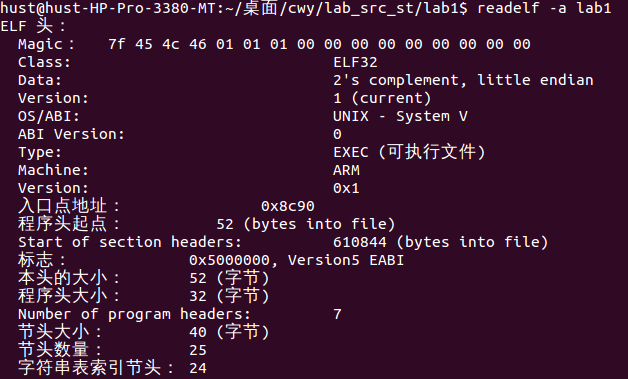 hust@hust-HP-Pro-3380-MT:~/桌面/cwy/lab_src_st/lab1$ readelf -a lab1
ELF 头：
  Magic：   7f 45 4c 46 01 01 01 00 00 00 00 00 00 00 00 00
  Class:                             ELF32
  Data:                              2's complement, little endian
  Version:                           1 (current)
  OS/ABI:                            UNIX - System V
  ABI Version:                       0
  Type:                              EXEC (可执行文件)
  Machine:                           ARM
  Version:                           0x1
  入口点地址：               0x8c90
  程序头起点：          52 (bytes into file)
  Start of section headers:          610844 (bytes into file)
  标志：             0x5000000, Version5 EABI
  本头的大小：       52 (字节)
  程序头大小：       32 (字节)
  Number of program headers:         7
  节头大小：         40 (字节)
  节头数量：         25
  字符串表索引节头： 24